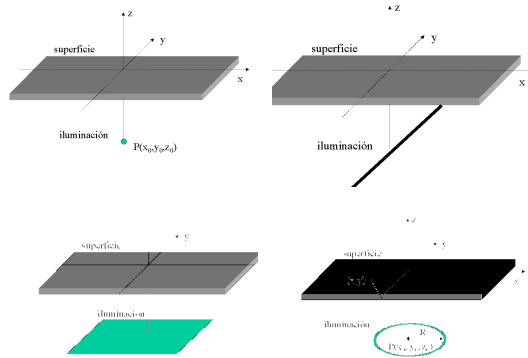 z
y
superficie
x
iluminación
P(x₀,y₀,z₀)
z
y
superficie
x
iluminación
y
superficie
iluminación
z
y
superficie
x
iluminación
R